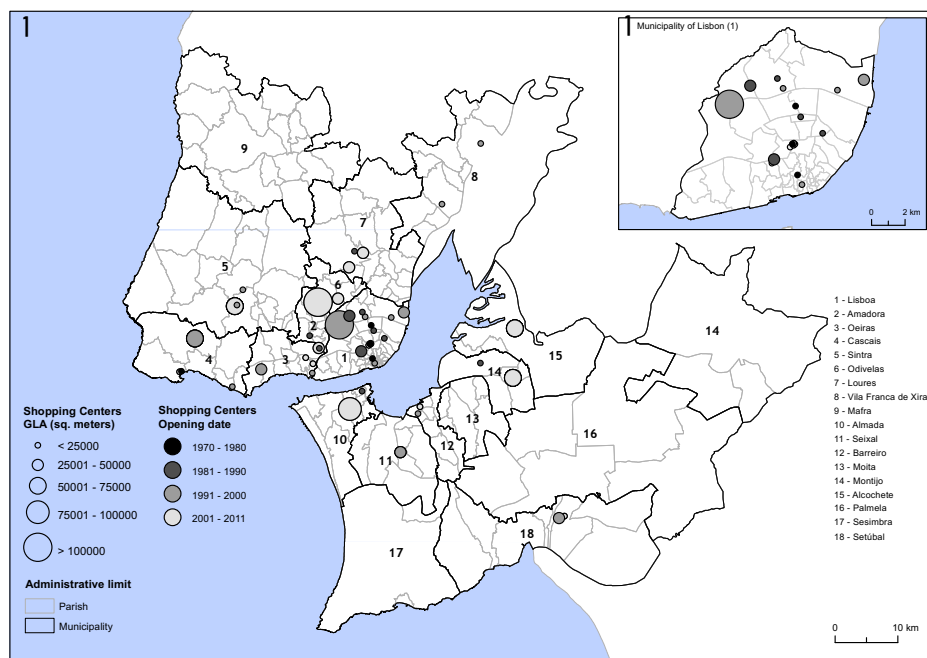 1
1 Municipality of Lisbon (1)
0 2 km
9
8
7
5
6
2
4
3
1
14
15
14
13
10
16
12
11
18
17
1 - Lisboa
2 - Amadora
3 - Oeiras
4 - Cascais
5 - Sintra
6 - Odivelas
7 - Loures
8 - Vila Franca de Xira
9 - Mafra
10 - Almada
11 - Seixal
12 - Barreiro
13 - Moita
14 - Montijo
15 - Alcochete
16 - Palmela
17 - Sesimbra
18 - Setúbal
Shopping Centers
GLA (sq. meters)
< 25000
25001 - 50000
50001 - 75000
75001 - 100000
> 100000
Shopping Centers
Opening date
1970 - 1980
1981 - 1990
1991 - 2000
2001 - 2011
Administrative limit
Parish
Municipality
0 10 km